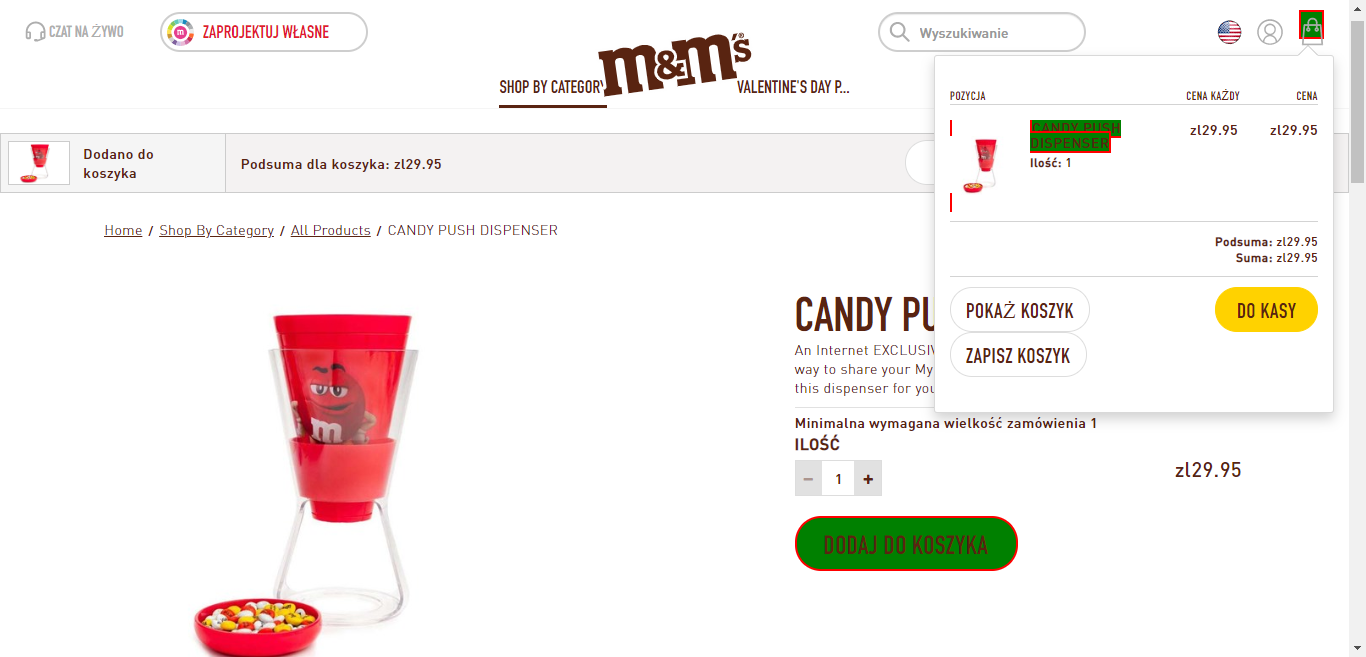 CZAT NA ŻYWO
ZAPROJEKTUJ WŁASNE
m&m's
Wyszukiwanie
SHOP BY CATEGORY
VALENTINE'S DAY P...
POZYCJA
CENA KAŻDY
CENA
CANDY PUSH
DISPENSER
zl29.95
zl29.95
Ilość: 1
Podsuma: zl29.95
Suma: zl29.95
POKAŻ KOSZYK
DO KASY
ZAPISZ KOSZYK
Dodano do
koszyka
Podsuma dla koszyka: zl29.95
Home / Shop By Category / All Products / CANDY PUSH DISPENSER
CANDY PU
An Internet EXCLUSIV
way to share your My
this dispenser for you
Minimalna wymagana wielkość zamówienia 1
ILOŚĆ
− 1 +
zl29.95
DODAJ DO KOSZYKA